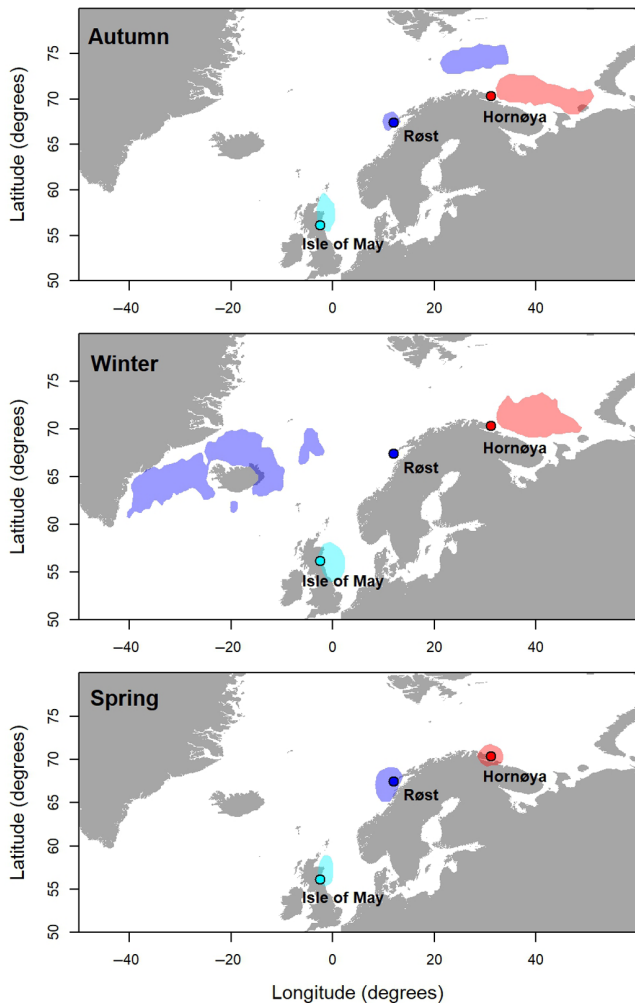 Autumn
Latitude (degrees)
75
70
65
60
55
50
Røst
Hornøya
Isle of May
–40
–20
0
20
40
Winter
Latitude (degrees)
75
70
65
60
55
50
Røst
Hornøya
Isle of May
–40
–20
0
20
40
Spring
Latitude (degrees)
75
70
65
60
55
50
Røst
Hornøya
Isle of May
–40
–20
0
20
40
Longitude (degrees)